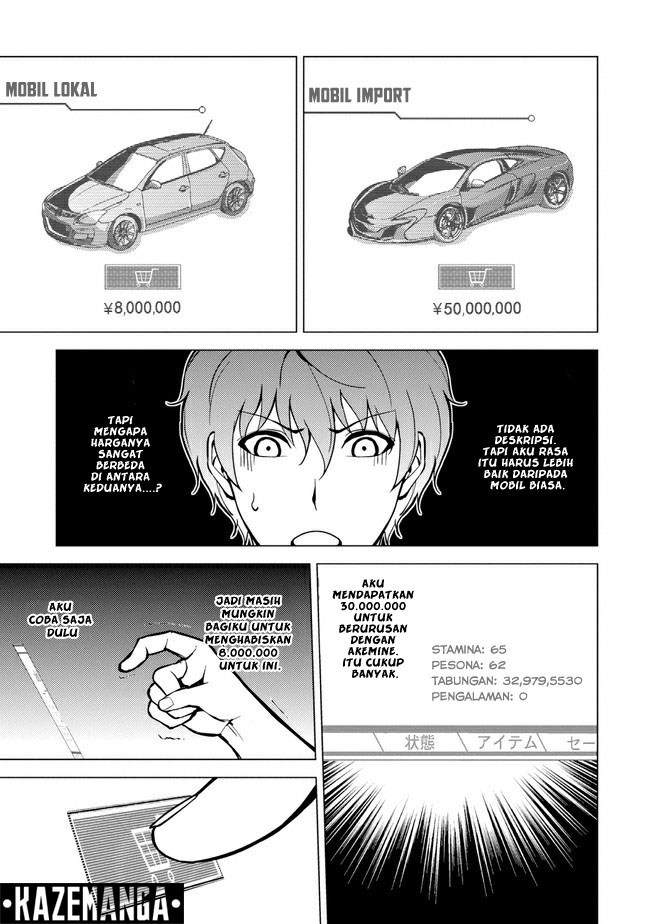 MOBIL LOKAL
MOBIL IMPORT
¥8,000,000
¥50,000,000
TIDAK ADA
DESKRIPSI.
TAPI AKU RASA
ITU HARUS LEBIH
BAIK DARIPADA
MOBIL BIASA.
TAPI
MENGAPA
HARGANYA
SANGAT
BERBEDA
DI ANTARA
KEDUANYA....?
AKU
MENDAPATKAN
30.000.000
UNTUK
BERURUSAN
DENGAN
AKEMINE.
ITU CUKUP
BANYAK.
STAMINA: 65
PESONA: 62
TABUNGAN: 32,979,5530
PENGALAMAN: 0
状態 アイテム セー
JADI MASIH
MUNGKIN
BAGIKU UNTUK
MENGHABISKAN
8.000.000
UNTUK INI.
AKU
COBA SAJA
DULU
•KAZEMANGA•